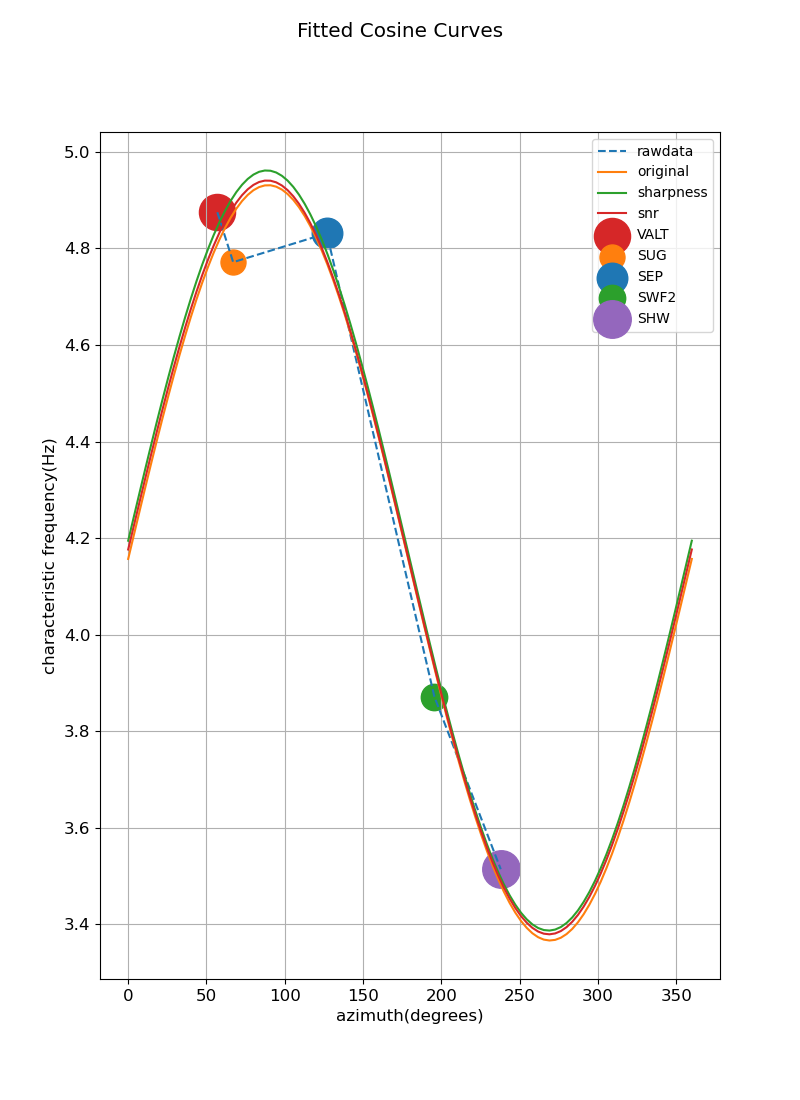 Fitted Cosine Curves
5.0
4.8
4.6
4.4
4.2
4.0
3.8
3.6
3.4
characteristic frequency(Hz)
rawdata
original
sharpness
snr
VALT
SUG
SEP
SWF2
SHW
0 50 100 150 200 250 300 350
azimuth(degrees)